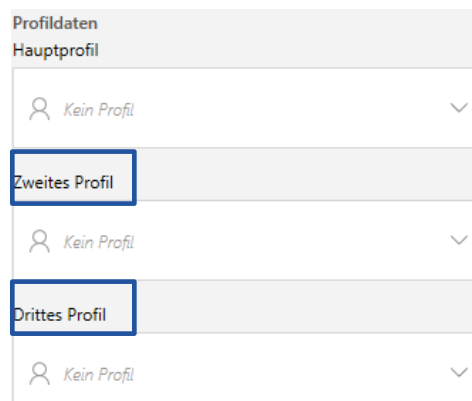 Profildaten
Hauptprofil
Kein Profil
Zweites Profil
Kein Profil
Drittes Profil
Kein Profil